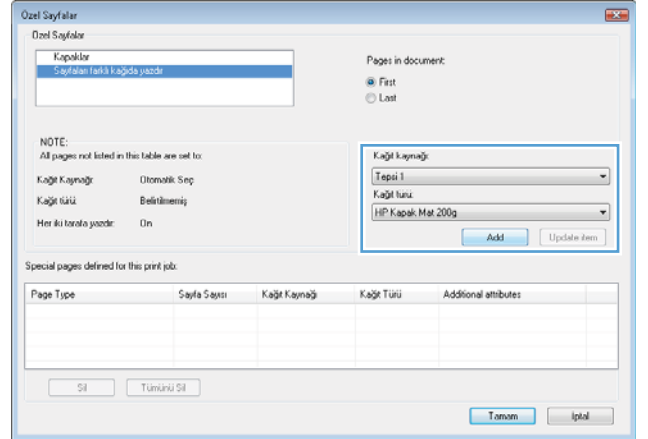 Özel Sayfalar
Özel Sayfalar
Kapaklar
Sayfaları farklı kağıda yazdır
Pages in document:
First
Last
NOTE:
All pages not listed in this table are set to:
Kağıt Kaynağı:
Otomatik Seç
Kağıt türü:
Belirtilmemiş
Her iki tarafa yazdır:
On
Kağıt kaynağı:
Tepsi 1
Kağıt türü:
HP Kapak Mat 200g
Add
Update item
Special pages defined for this print job:
Page Type
Sayfa Sayısı
Kağıt Kaynağı
Kağıt Türü
Additional attributes
Sil
Tümünü Sil
Tamam
İptal